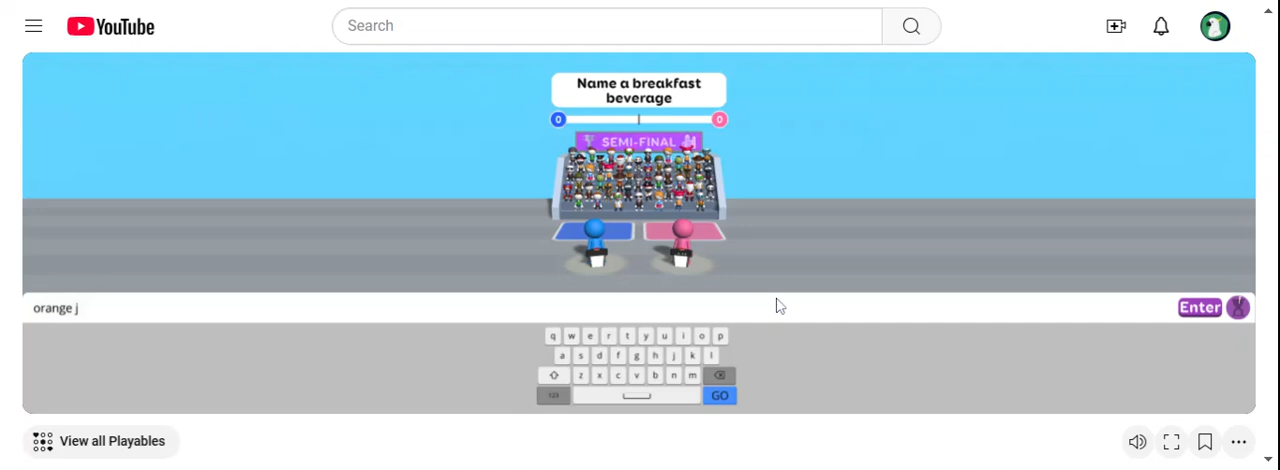 YouTube
Search
Name a breakfast
beverage
0 0
SEMI-FINAL
orange j
Enter
q w e r t y u i o p
a s d f g h j k l
z x c v b n m
123 GO
View all Playables